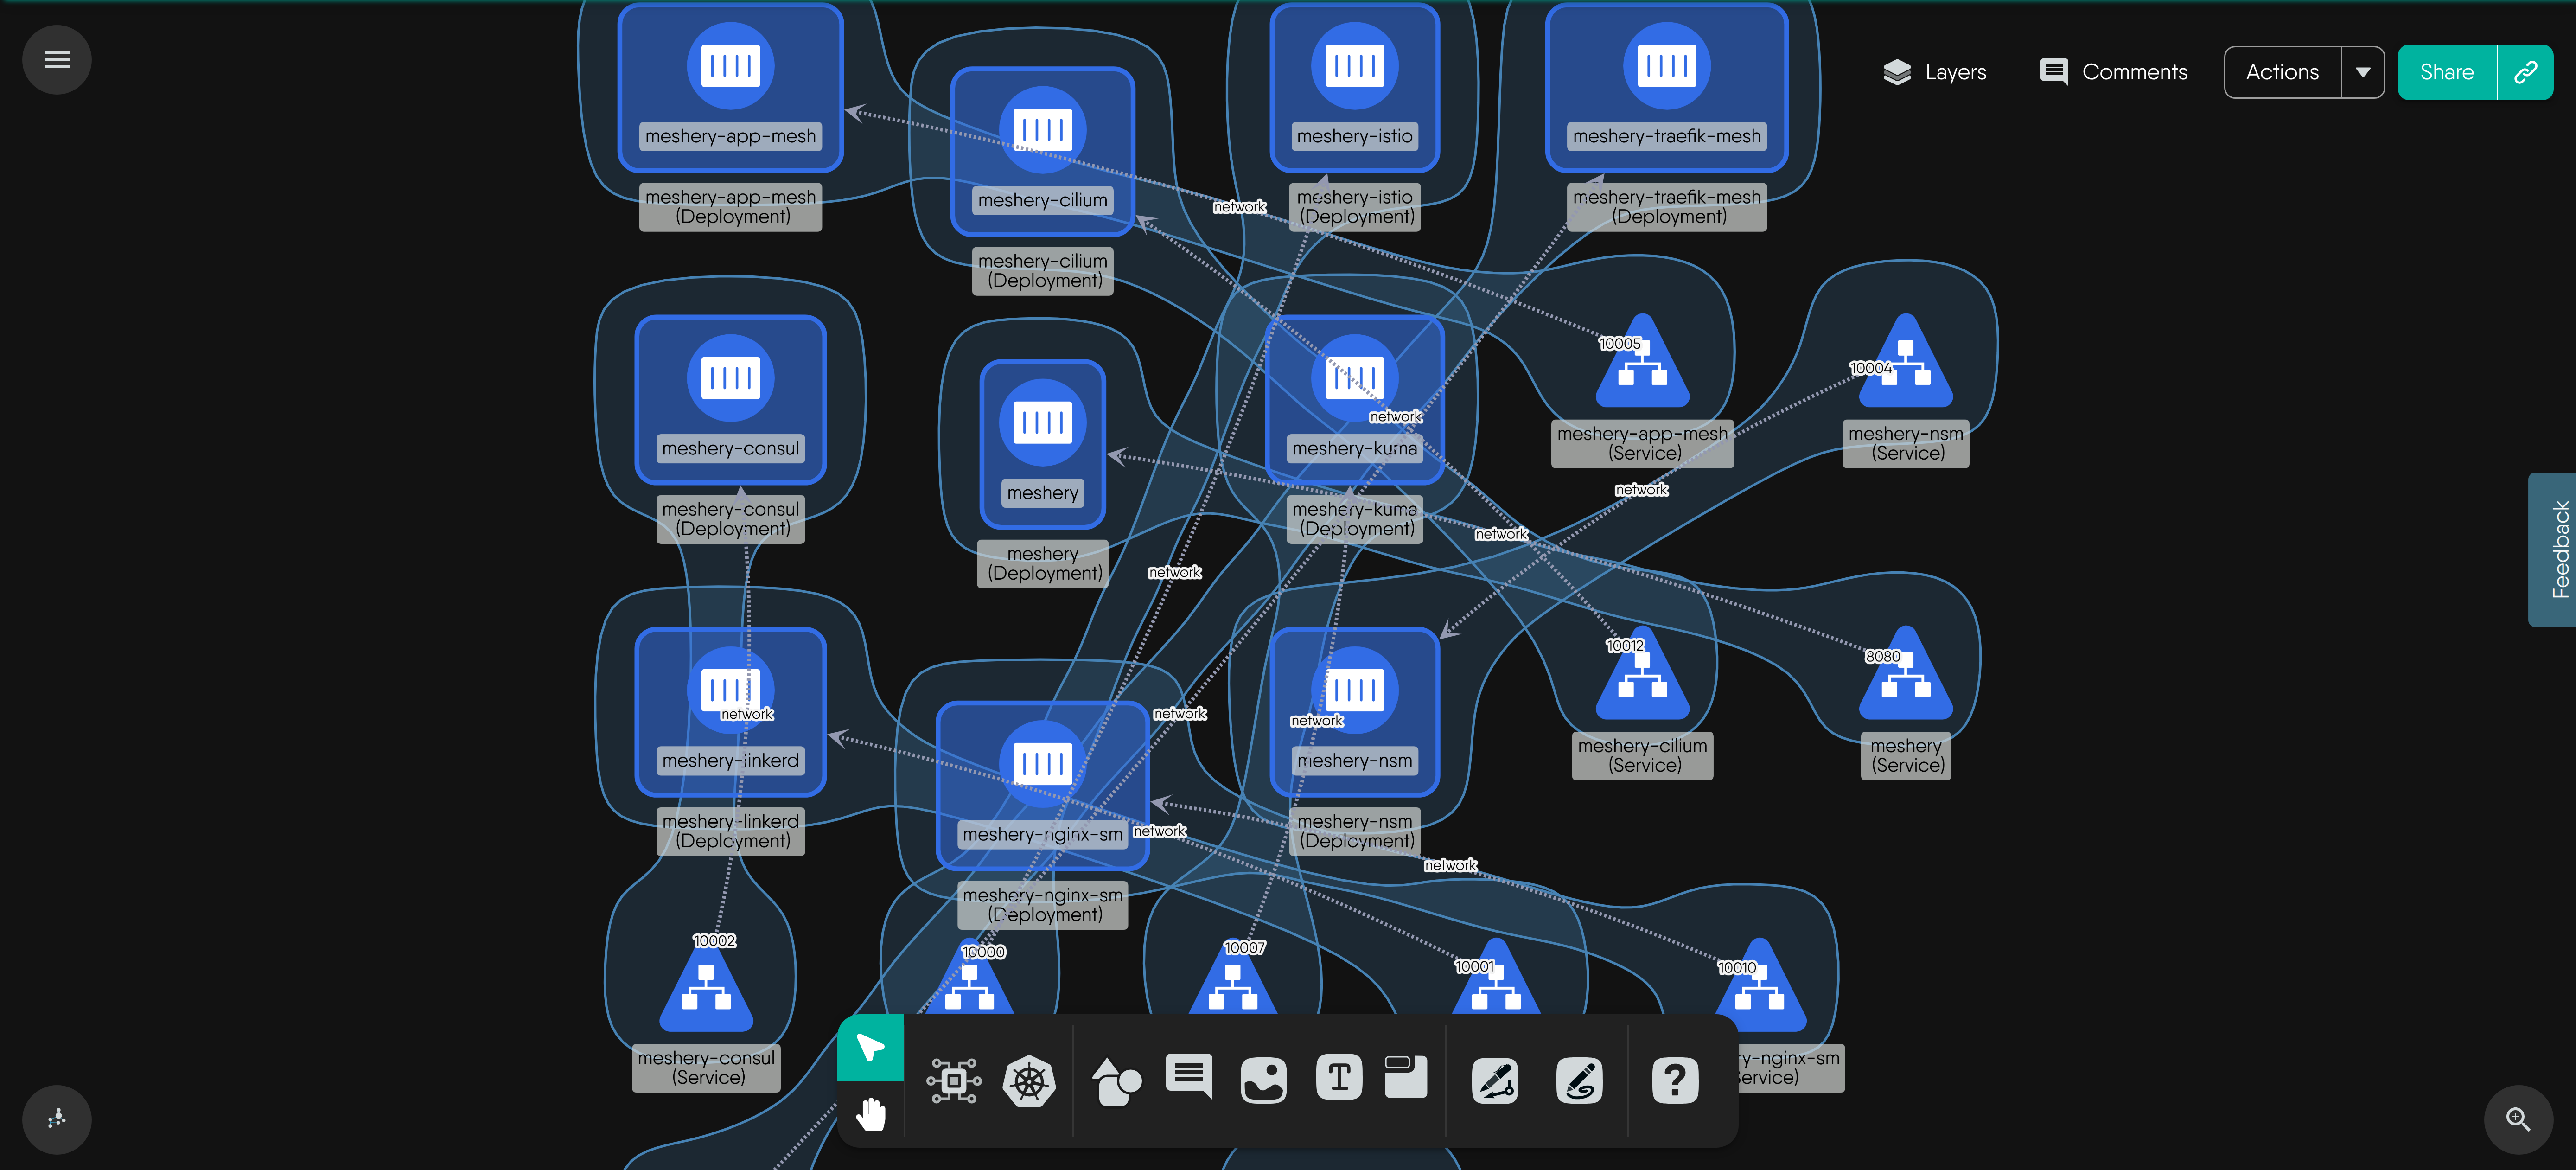 Layers
Comments
Actions
Share
meshery-app-mesh
meshery-app-mesh
(Deployment)
meshery-cilium
meshery-cilium
(Deployment)
meshery-istio
meshery-istio
(Deployment)
meshery-traefik-mesh
meshery-traefik-mesh
(Deployment)
network
meshery-consul
meshery-consul
(Deployment)
meshery
meshery
(Deployment)
meshery-kuma
meshery-kuma
(Deployment)
network
10005
meshery-app-mesh
(Service)
10004
meshery-nsm
(Service)
network
network
network
Feedback
meshery-linkerd
meshery-linkerd
(Deployment)
network
meshery-nginx-sm
meshery-nginx-sm
(Deployment)
network
network
meshery-nsm
meshery-nsm
(Deployment)
network
10012
meshery-cilium
(Service)
8080
meshery
(Service)
network
10002
meshery-consul
(Service)
10000
10007
10001
10010
ry-nginx-sm
ervice)
T
?